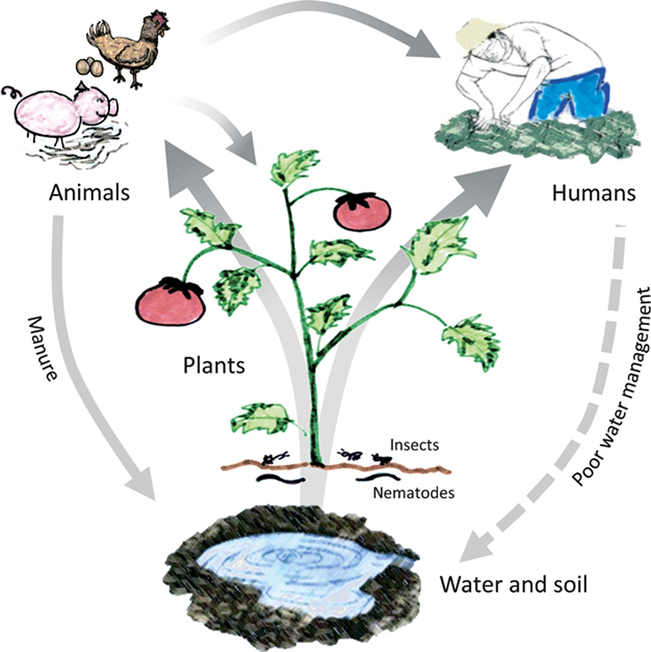 Animals
Humans
Manure
Plants
Poor water management
Insects
Nematodes
Water and soil